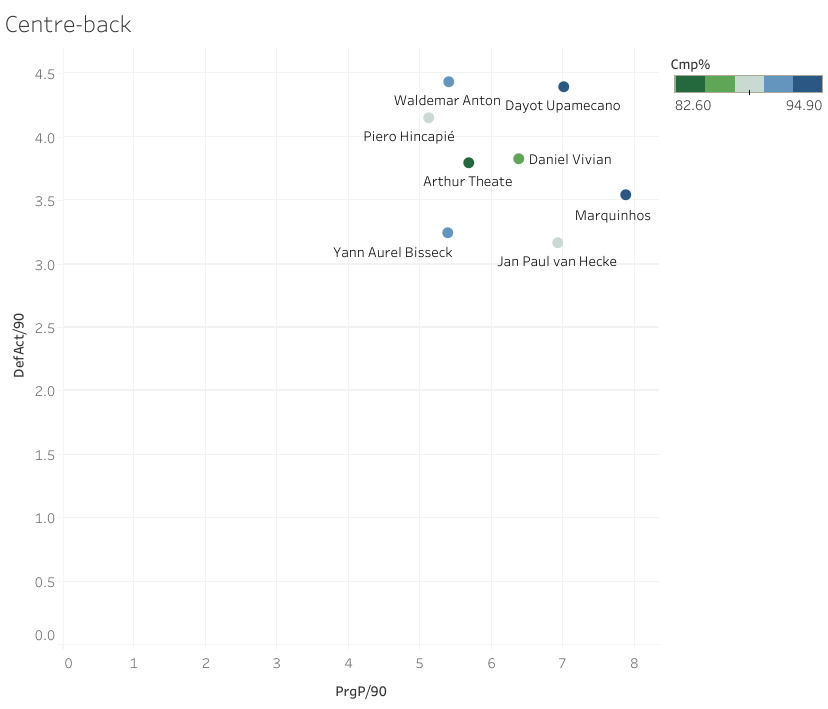 Centre-back
Cmp%
82.60 94.90
4.5
Waldemar Anton
Dayot Upamecano
4.0
Piero Hincapié
Daniel Vivian
Arthur Theate
3.5
Marquinhos
Yann Aurel Bisseck
Jan Paul van Hecke
3.0
2.5
2.0
1.5
1.0
0.5
0.0
DefAct/90
0 1 2 3 4 5 6 7 8
PrgP/90